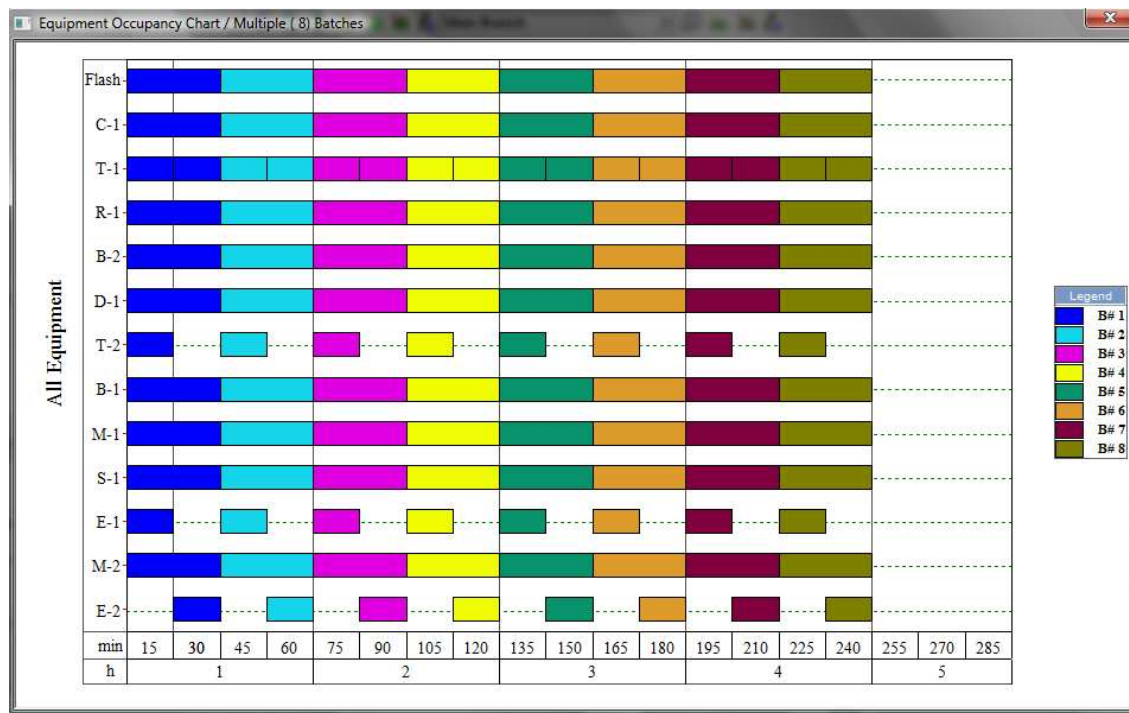 Equipment Occupancy Chart / Multiple ( 8) Batches
All Equipment
Flash
C-1
T-1
R-1
B-2
D-1
T-2
B-1
M-1
S-1
E-1
M-2
E-2
min 15 30 45 60 75 90 105 120 135 150 165 180 195 210 225 240 255 270 285
h 1 2 3 4 5
Legend
B# 1
B# 2
B# 3
B# 4
B# 5
B# 6
B# 7
B# 8